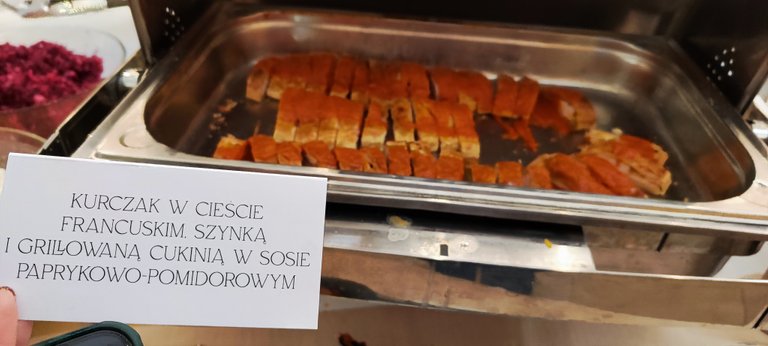 KURCZAK W CIEŚCIE
FRANCUSKIM, SZYNKĄ
I GRILLOWANĄ CUKINIĄ W SOSIE
PAPRYKOWO-POMIDOROWYM